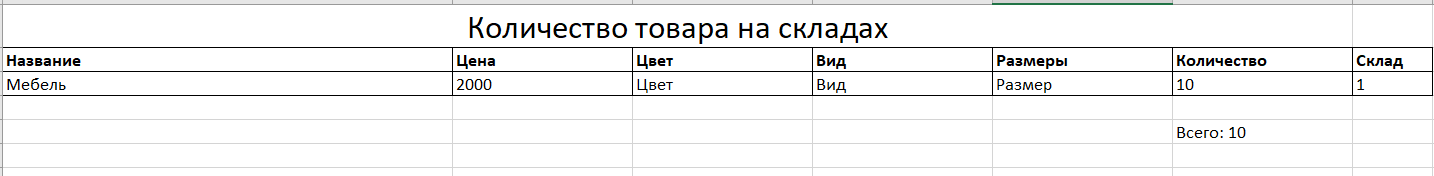 Количество товара на складах
Название Цена Цвет Вид Размеры Количество Склад
Мебель 2000 Цвет Вид Размер 10 1
Всего: 10